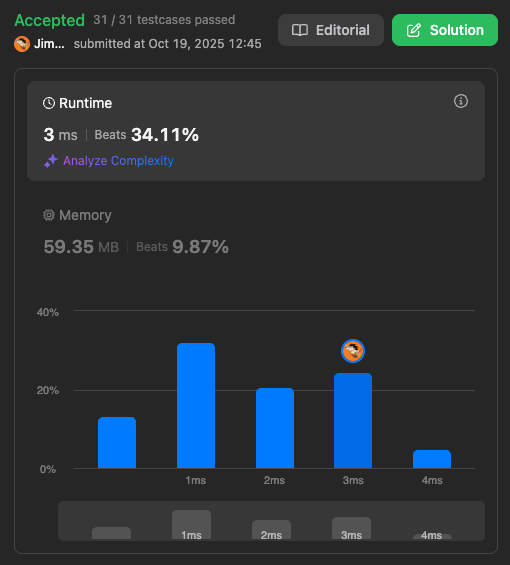 Accepted 31 / 31 testcases passed
Jim... submitted at Oct 19, 2025 12:45
Editorial
Solution
Runtime
3 ms | Beats 34.11%
Analyze Complexity
Memory
59.35 MB | Beats 9.87%
40%
20%
0%
1ms 2ms 3ms 4ms
1ms 2ms 3ms 4ms